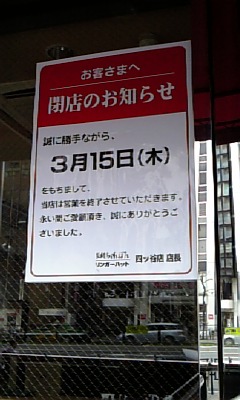 お客さまへ
閉店のお知らせ
誠に勝手ながら、
3月15日(木)
をもちまして、
当店は営業を終了させていただきます。
永い間ご愛顧頂き、誠にありがとうご
ざいました。
リンガーハット 四ッ谷店 店長